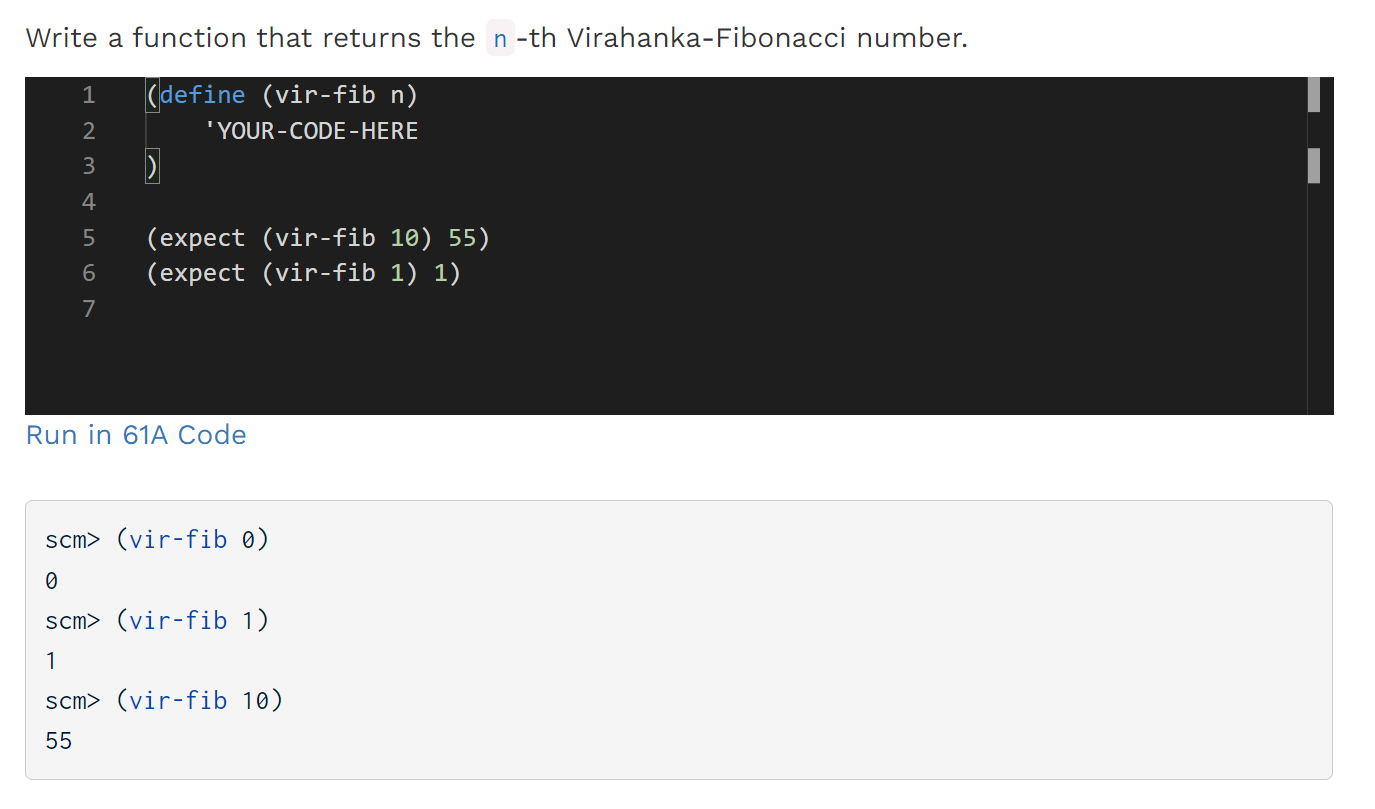 Write a function that returns the n-th Virahanka-Fibonacci number.
1 (define (vir-fib n)
2 'YOUR-CODE-HERE
3 )
4
5 (expect (vir-fib 10) 55)
6 (expect (vir-fib 1) 1)
7
Run in 61A Code
scm> (vir-fib 0)
0
scm> (vir-fib 1)
1
scm> (vir-fib 10)
55